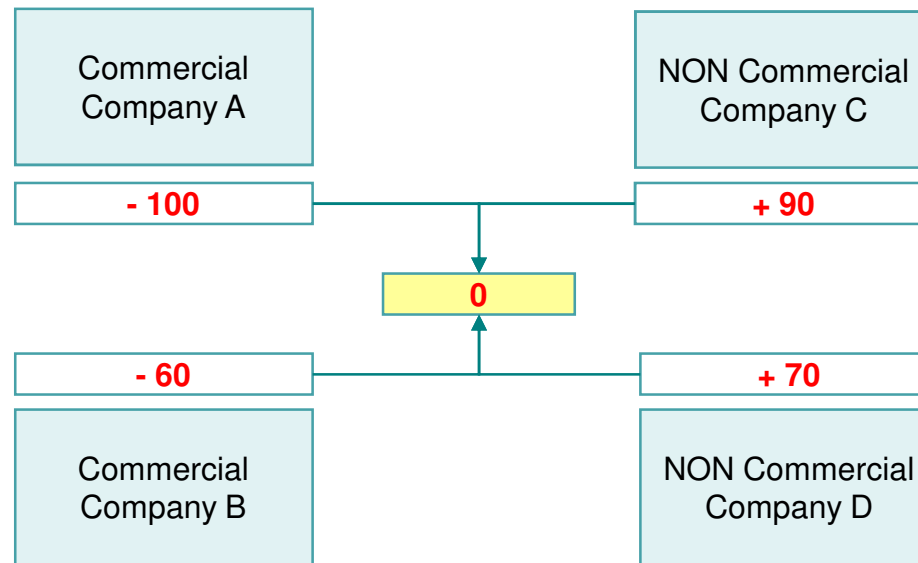 Commercial
Company A
NON Commercial
Company C
- 100
+ 90
0
- 60
+ 70
Commercial
Company B
NON Commercial
Company D